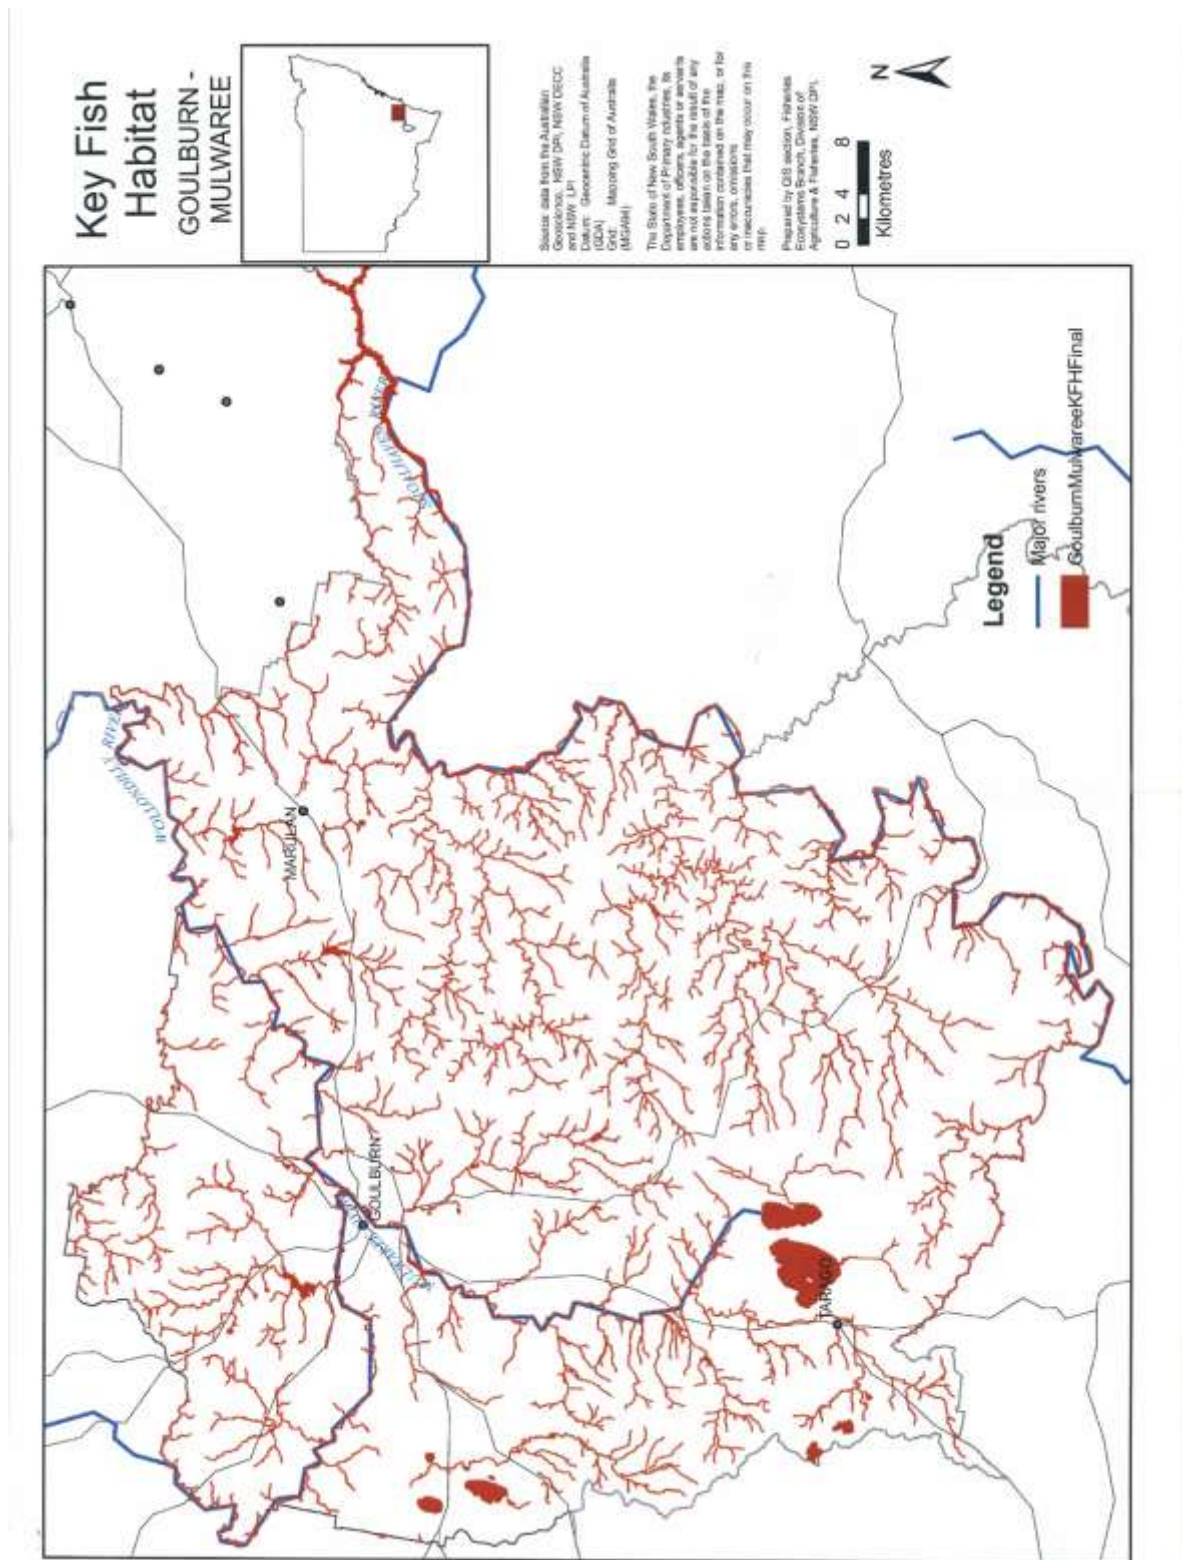 Key Fish
Habitat
GOULBURN -
MULWAREE
Source: data from the Australian
Geoscience, NSW DPI, NSW DECC
and NSW LPI
Datum: Geocentric Datum of Australia
(GDA)
Grid: Mapping Grid of Australia
(MGA94)
The State of New South Wales, the
Department of Primary Industries, its
employees, officers, agents or servants
are not responsible for the result of any
actions taken on the basis of the
information contained on the map, or for
any errors, omissions
or inaccuracies that may occur on this
map.
Prepared by GIS section, Fisheries
Ecosystems Branch, Division of
Agriculture & Fisheries, NSW DPI,
0 2 4 8
Kilometres
N
WOLLONDILLY RIVER
SHOALHAVEN RIVER
MARULAN
GOULBURN
TARAGO
Legend
Major rivers
GoulburnMulwareeKFHFinal